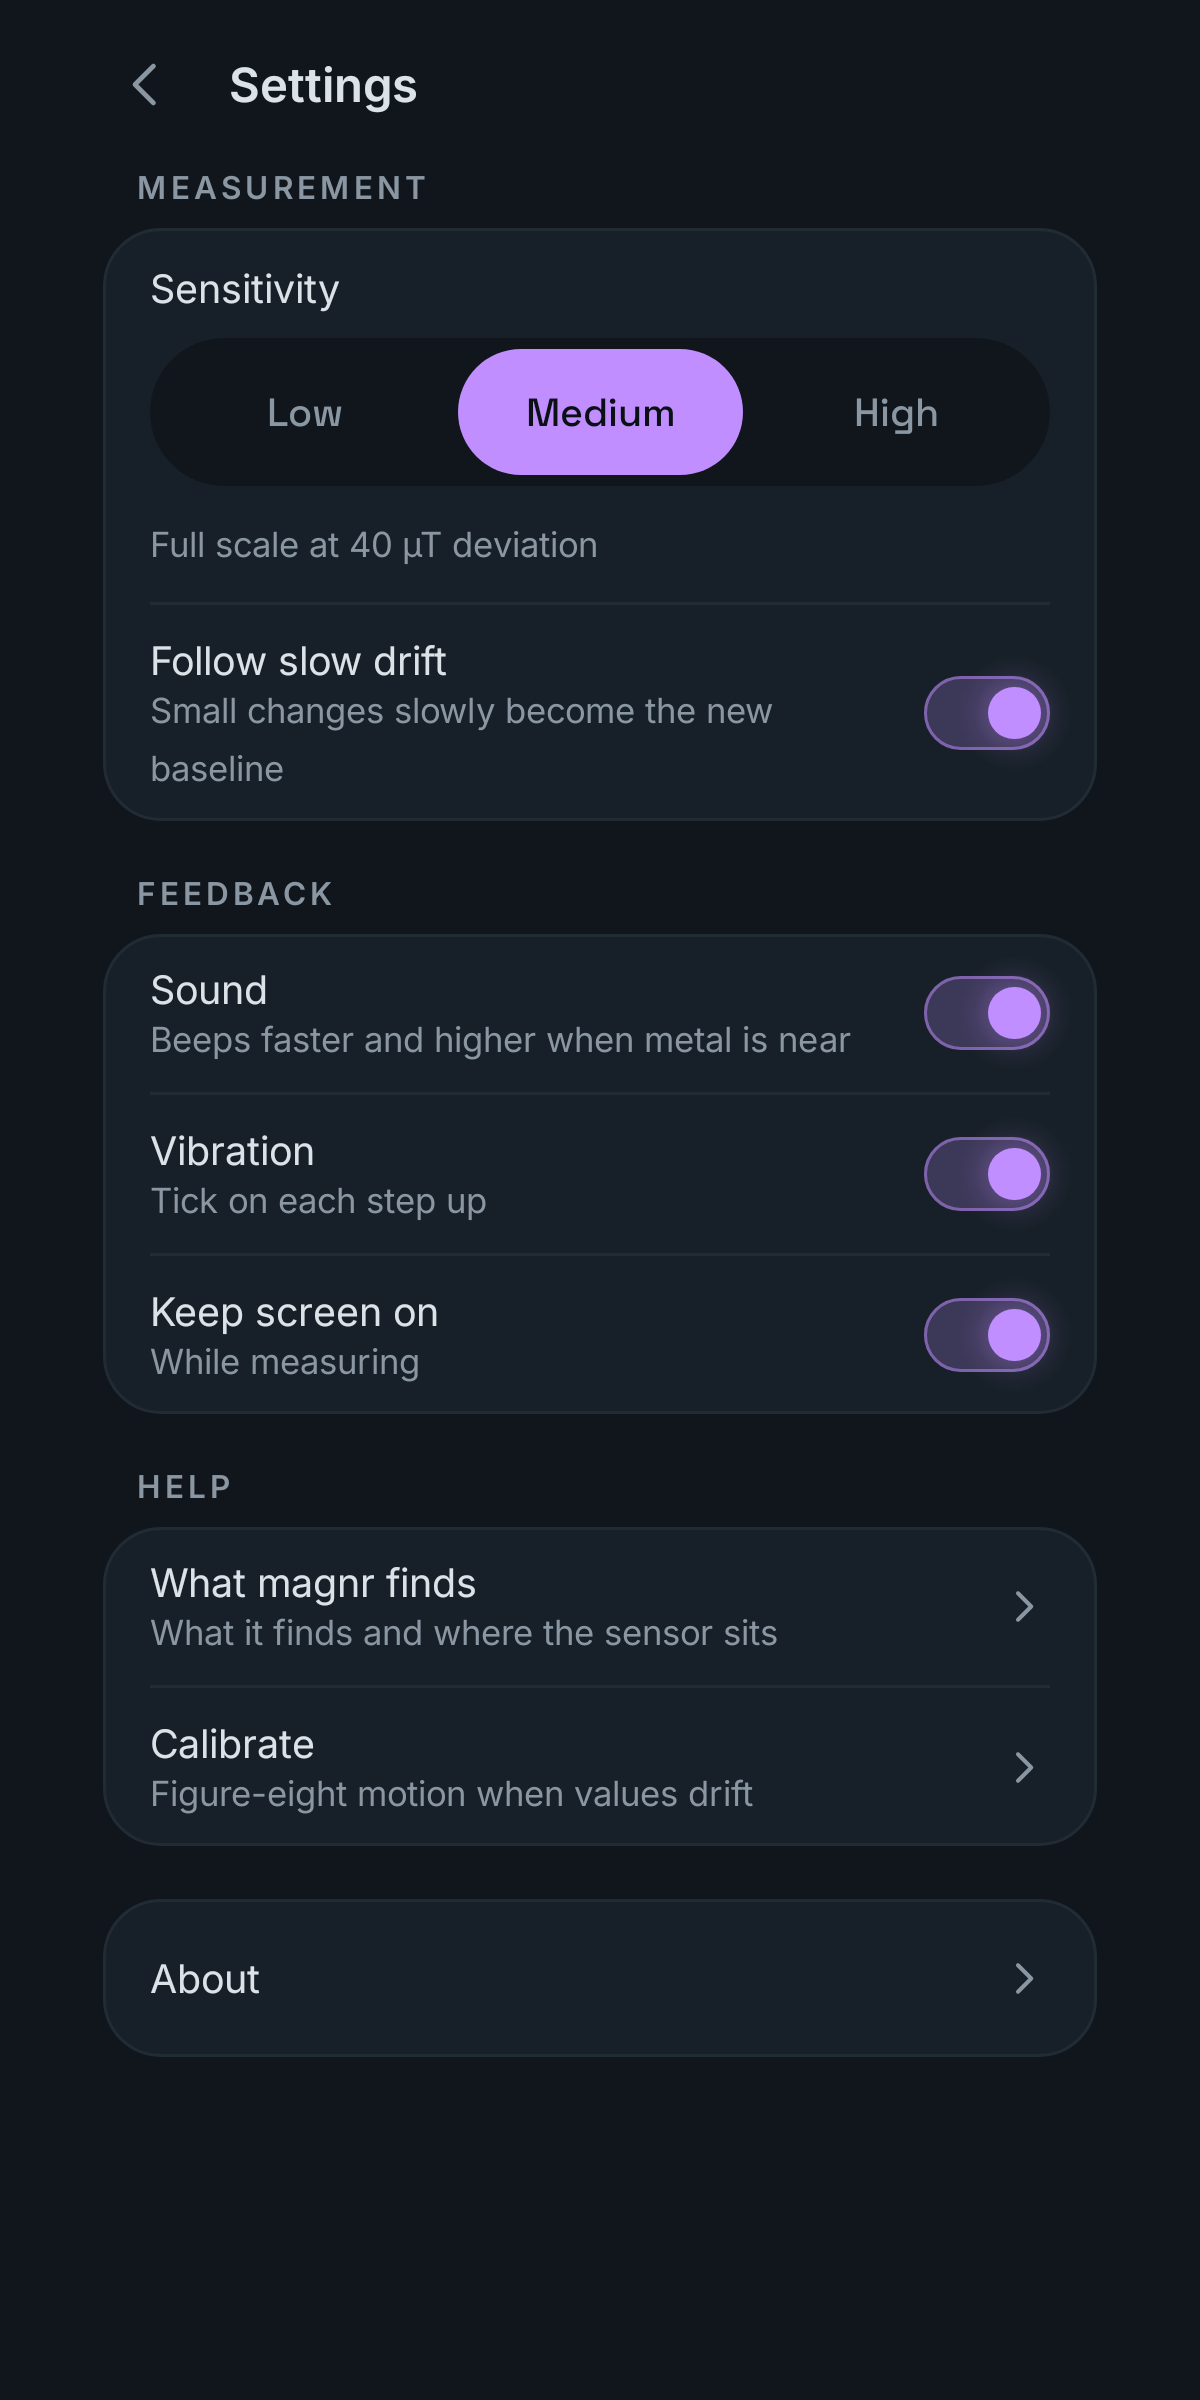 Settings
MEASUREMENT
Sensitivity
Low Medium High
Full scale at 40 µT deviation
Follow slow drift
Small changes slowly become the new
baseline
FEEDBACK
Sound
Beeps faster and higher when metal is near
Vibration
Tick on each step up
Keep screen on
While measuring
HELP
What magnr finds
What it finds and where the sensor sits
Calibrate
Figure-eight motion when values drift
About